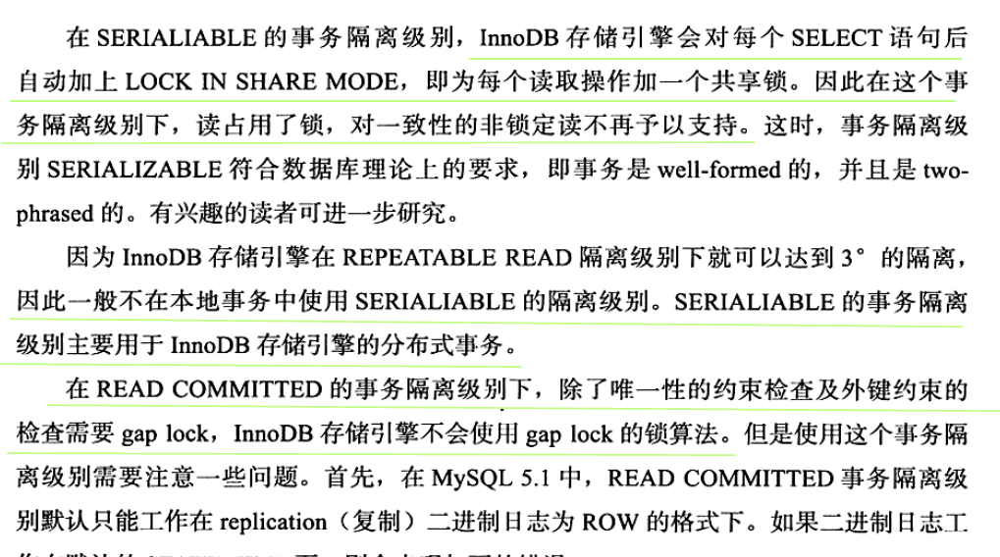 在 SERIALIABLE 的事务隔离级别，InnoDB 存储引擎会对每个 SELECT 语句后
自动加上 LOCK IN SHARE MODE，即为每个读取操作加一个共享锁。因此在这个事
务隔离级别下，读占用了锁，对一致性的非锁定读不再予以支持。这时，事务隔离级
别 SERIALIZABLE 符合数据库理论上的要求，即事务是 well-formed 的，并且是 two-
phrased 的。有兴趣的读者可进一步研究。
因为 InnoDB 存储引擎在 REPEATABLE READ 隔离级别下就可以达到 3° 的隔离，
因此一般不在本地事务中使用 SERIALIABLE 的隔离级别。SERIALIABLE 的事务隔离
级别主要用于 InnoDB 存储引擎的分布式事务。
在 READ COMMITTED 的事务隔离级别下，除了唯一性的约束检查及外键约束的
检查需要 gap lock，InnoDB 存储引擎不会使用 gap lock 的锁算法。但是使用这个事务隔
离级别需要注意一些问题。首先，在 MySQL 5.1 中，READ COMMITTED 事务隔离级
别默认只能工作在 replication（复制）二进制日志为 ROW 的格式下。如果二进制日志工